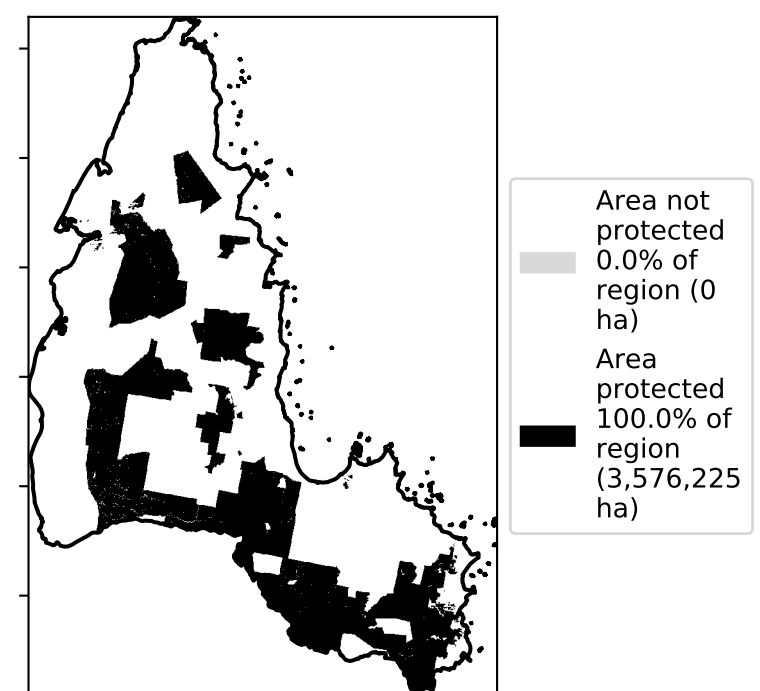 Area not
protected
0.0% of
region (0
ha)
Area
protected
100.0% of
region
(3,576,225
ha)